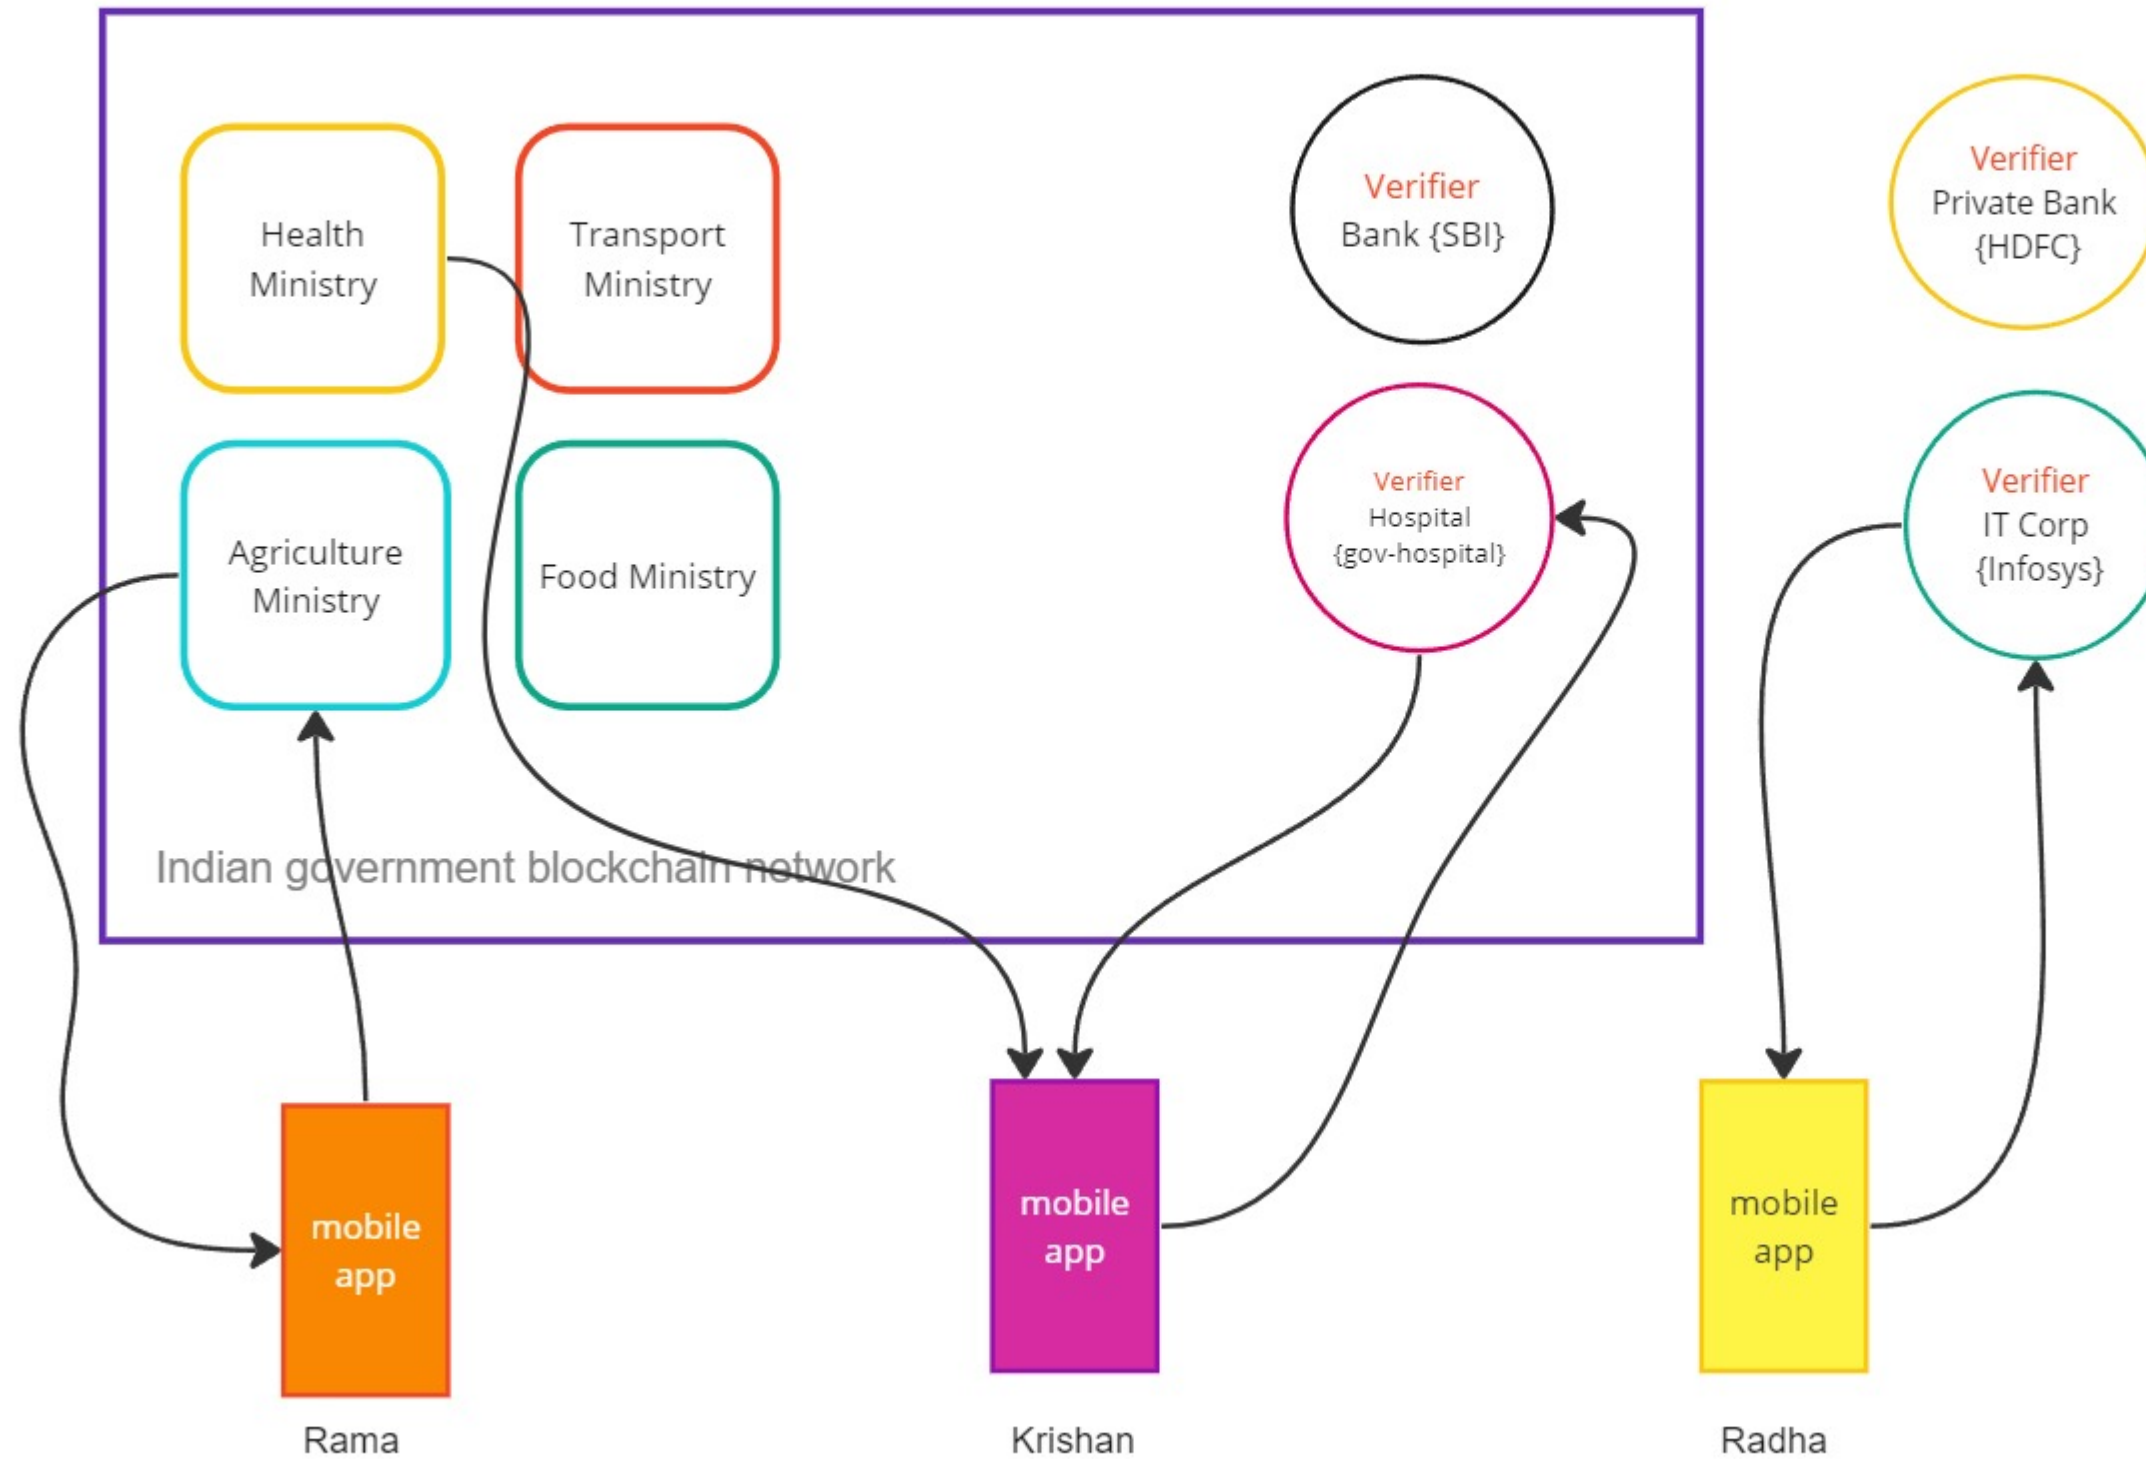 Health
Ministry
Transport
Ministry
Verifier
Bank {SBI}
Verifier
Private Bank
{HDFC}
Agriculture
Ministry
Food Ministry
Verifier
Hospital
{gov-hospital}
Verifier
IT Corp
{Infosys}
Indian government blockchain network
mobile
app
mobile
app
mobile
app
Rama
Krishan
Radha